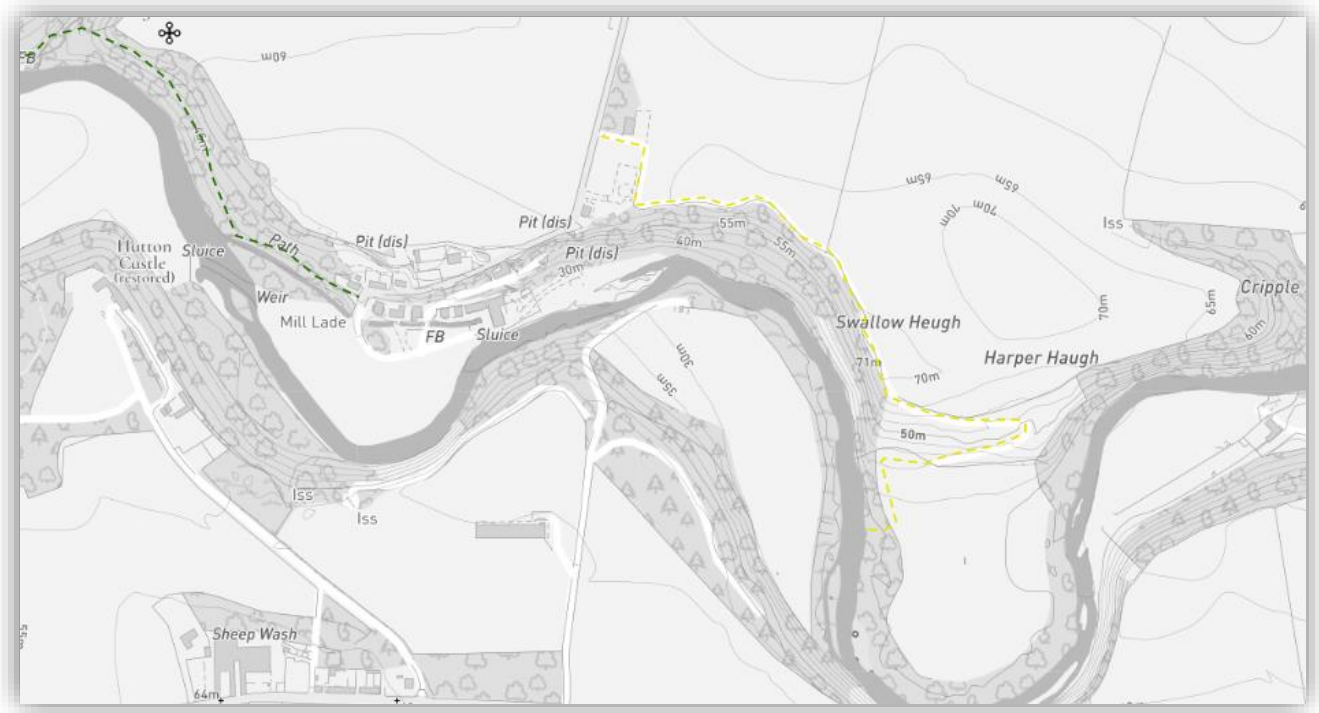 FB
60m
45m
Path
Pit (dis)
Pit (dis)
Pit (dis)
Hutton
Castle
(restored)
Sluice
Weir
Mill Lade
FB
Sluice
30m
40m
55m
55m
65m
65m
70m
70m
70m
65m
60m
Iss
Cripple
Swallow Heugh
71m
70m
Harper Haugh
50m
30m
35m
Iss
Iss
Sheep Wash
64m
55m